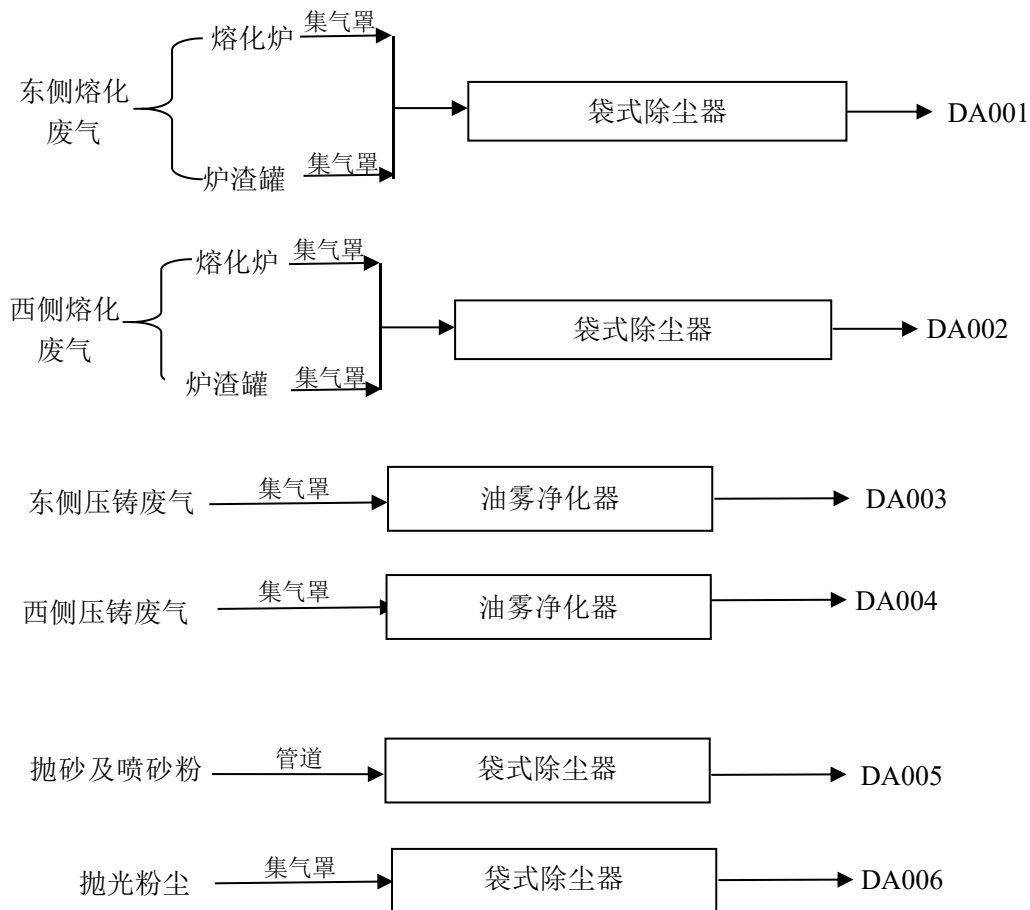 熔化炉 集气罩
东侧熔化
废气
袋式除尘器
DA001
炉渣罐 集气罩
熔化炉 集气罩
西侧熔化
废气
袋式除尘器
DA002
炉渣罐 集气罩
东侧压铸废气 集气罩 油雾净化器 DA003
西侧压铸废气 集气罩 油雾净化器 DA004
抛砂及喷砂粉 管道 袋式除尘器 DA005
抛光粉尘 集气罩 袋式除尘器 DA006